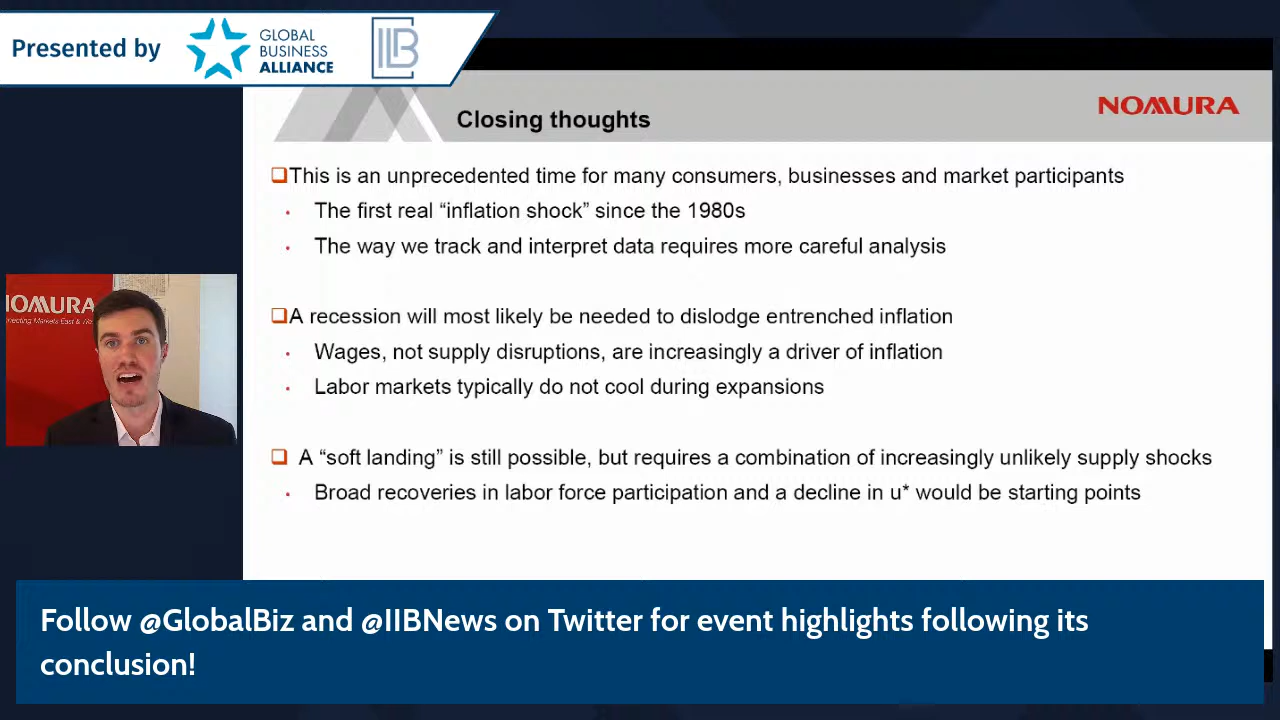 Presented by
GLOBAL
BUSINESS
ALLIANCE
IIB
Closing thoughts
NOMURA
This is an unprecedented time for many consumers, businesses and market participants
The first real “inflation shock” since the 1980s
The way we track and interpret data requires more careful analysis
A recession will most likely be needed to dislodge entrenched inflation
Wages, not supply disruptions, are increasingly a driver of inflation
Labor markets typically do not cool during expansions
A “soft landing” is still possible, but requires a combination of increasingly unlikely supply shocks
Broad recoveries in labor force participation and a decline in u* would be starting points
NOMURA
Markets East &
Follow @GlobalBiz and @IIBNews on Twitter for event highlights following its
conclusion!